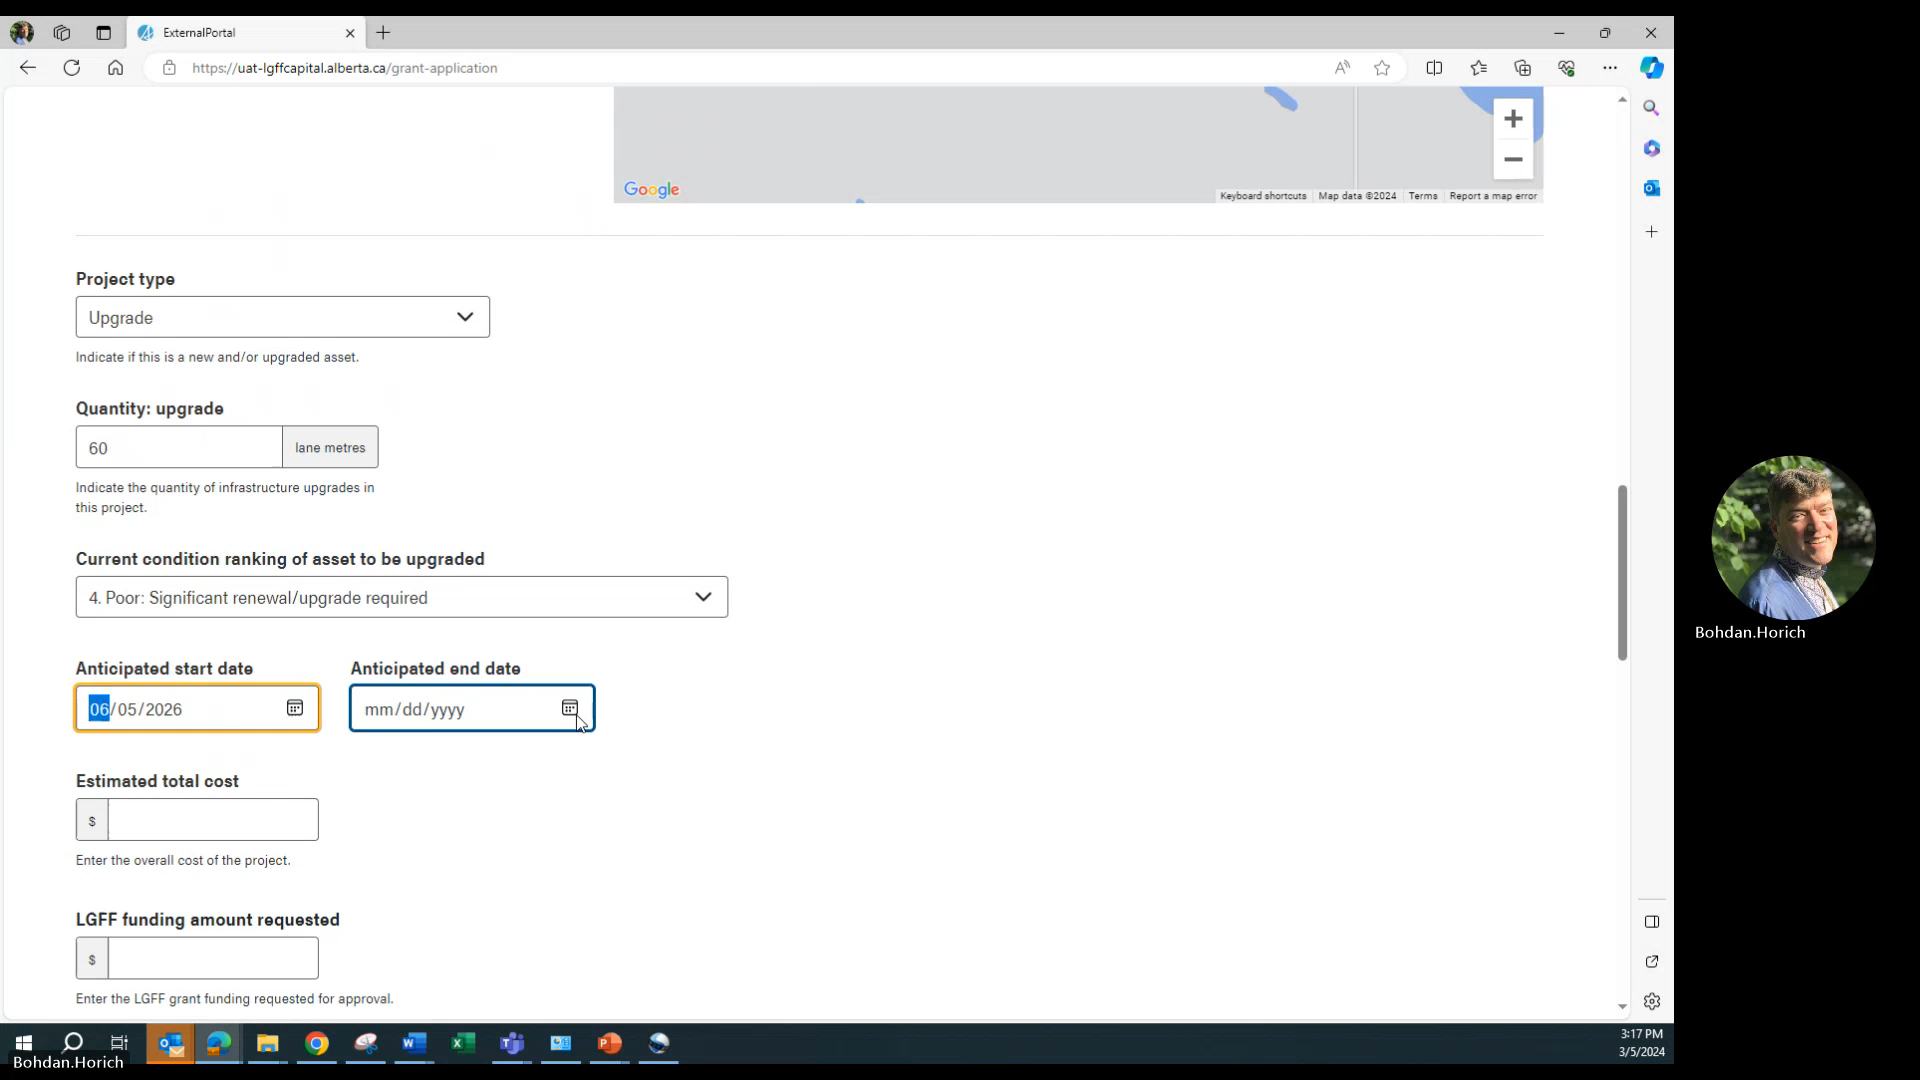 ExternalPortal
https://uat-lgffcapital.alberta.ca/grant-application
Google
Keyboard shortcuts
Map data ©2024
Terms
Report a map error
Project type
Upgrade
Indicate if this is a new and/or upgraded asset.
Quantity: upgrade
60
lane metres
Indicate the quantity of infrastructure upgrades in
this project.
Current condition ranking of asset to be upgraded
4. Poor: Significant renewal/upgrade required
Anticipated start date
Anticipated end date
06/05/2026
mm/dd/yyyy
Estimated total cost
$
Enter the overall cost of the project.
LGFF funding amount requested
$
Enter the LGFF grant funding requested for approval.
Bohdan.Horich
3:17 PM
3/5/2024
Bohdan.Horich